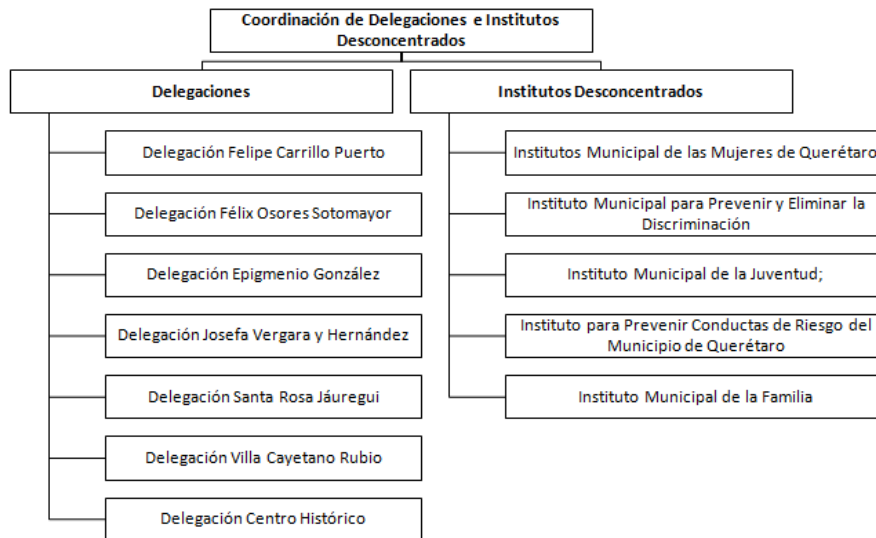 Coordinación de Delegaciones e Institutos
Desconcentrados
Delegaciones
Institutos Desconcentrados
Delegación Felipe Carrillo Puerto
Delegación Félix Osores Sotomayor
Delegación Epigmenio González
Delegación Josefa Vergara y Hernández
Delegación Santa Rosa Jáuregui
Delegación Villa Cayetano Rubio
Delegación Centro Histórico
Institutos Municipal de las Mujeres de Querétaro
Instituto Municipal para Prevenir y Eliminar la
Discriminación
Instituto Municipal de la Juventud;
Instituto para Prevenir Conductas de Riesgo del
Municipio de Querétaro
Instituto Municipal de la Familia